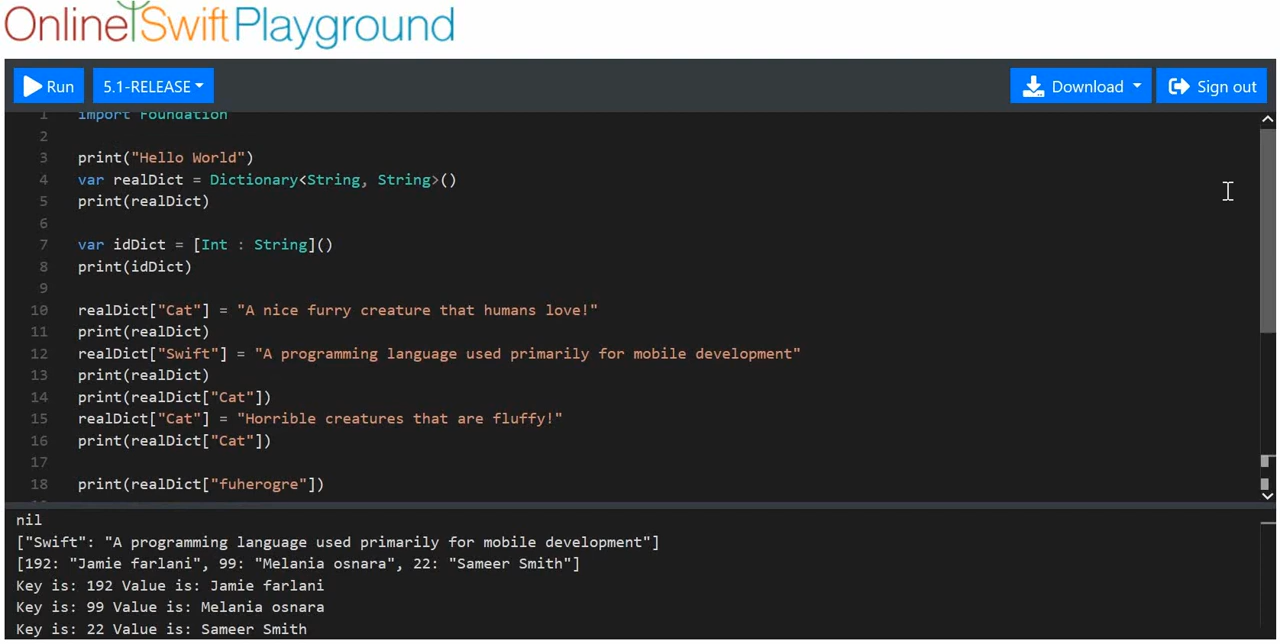 Online Swift Playground
Run 5.1-RELEASE Download Sign out
1 import Foundation
2
3 print("Hello World")
4 var realDict = Dictionary<String, String>()
5 print(realDict)
6
7 var idDict = [Int : String]()
8 print(idDict)
9
10 realDict["Cat"] = "A nice furry creature that humans love!"
11 print(realDict)
12 realDict["Swift"] = "A programming language used primarily for mobile development"
13 print(realDict)
14 print(realDict["Cat"])
15 realDict["Cat"] = "Horrible creatures that are fluffy!"
16 print(realDict["Cat"])
17
18 print(realDict["fuherogre"])
nil
["Swift": "A programming language used primarily for mobile development"]
[192: "Jamie farlani", 99: "Melania osnara", 22: "Sameer Smith"]
Key is: 192 Value is: Jamie farlani
Key is: 99 Value is: Melania osnara
Key is: 22 Value is: Sameer Smith